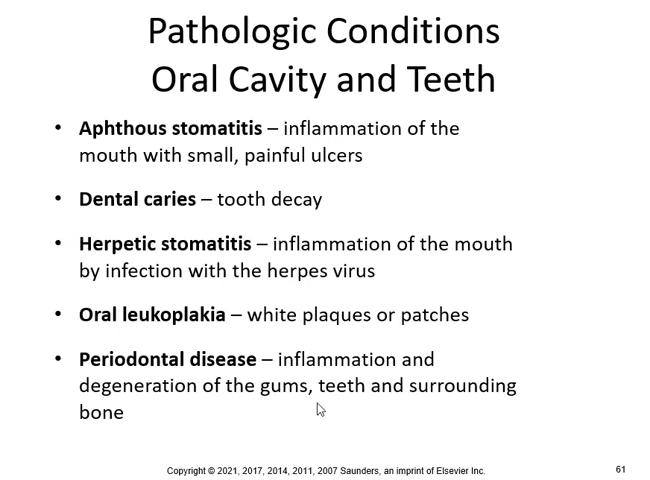 Pathologic Conditions
Oral Cavity and Teeth
• Aphthous stomatitis – inflammation of the
mouth with small, painful ulcers
• Dental caries – tooth decay
• Herpetic stomatitis – inflammation of the mouth
by infection with the herpes virus
• Oral leukoplakia – white plaques or patches
• Periodontal disease – inflammation and
degeneration of the gums, teeth and surrounding
bone
Copyright © 2021, 2017, 2014, 2011, 2007 Saunders, an imprint of Elsevier Inc.
61